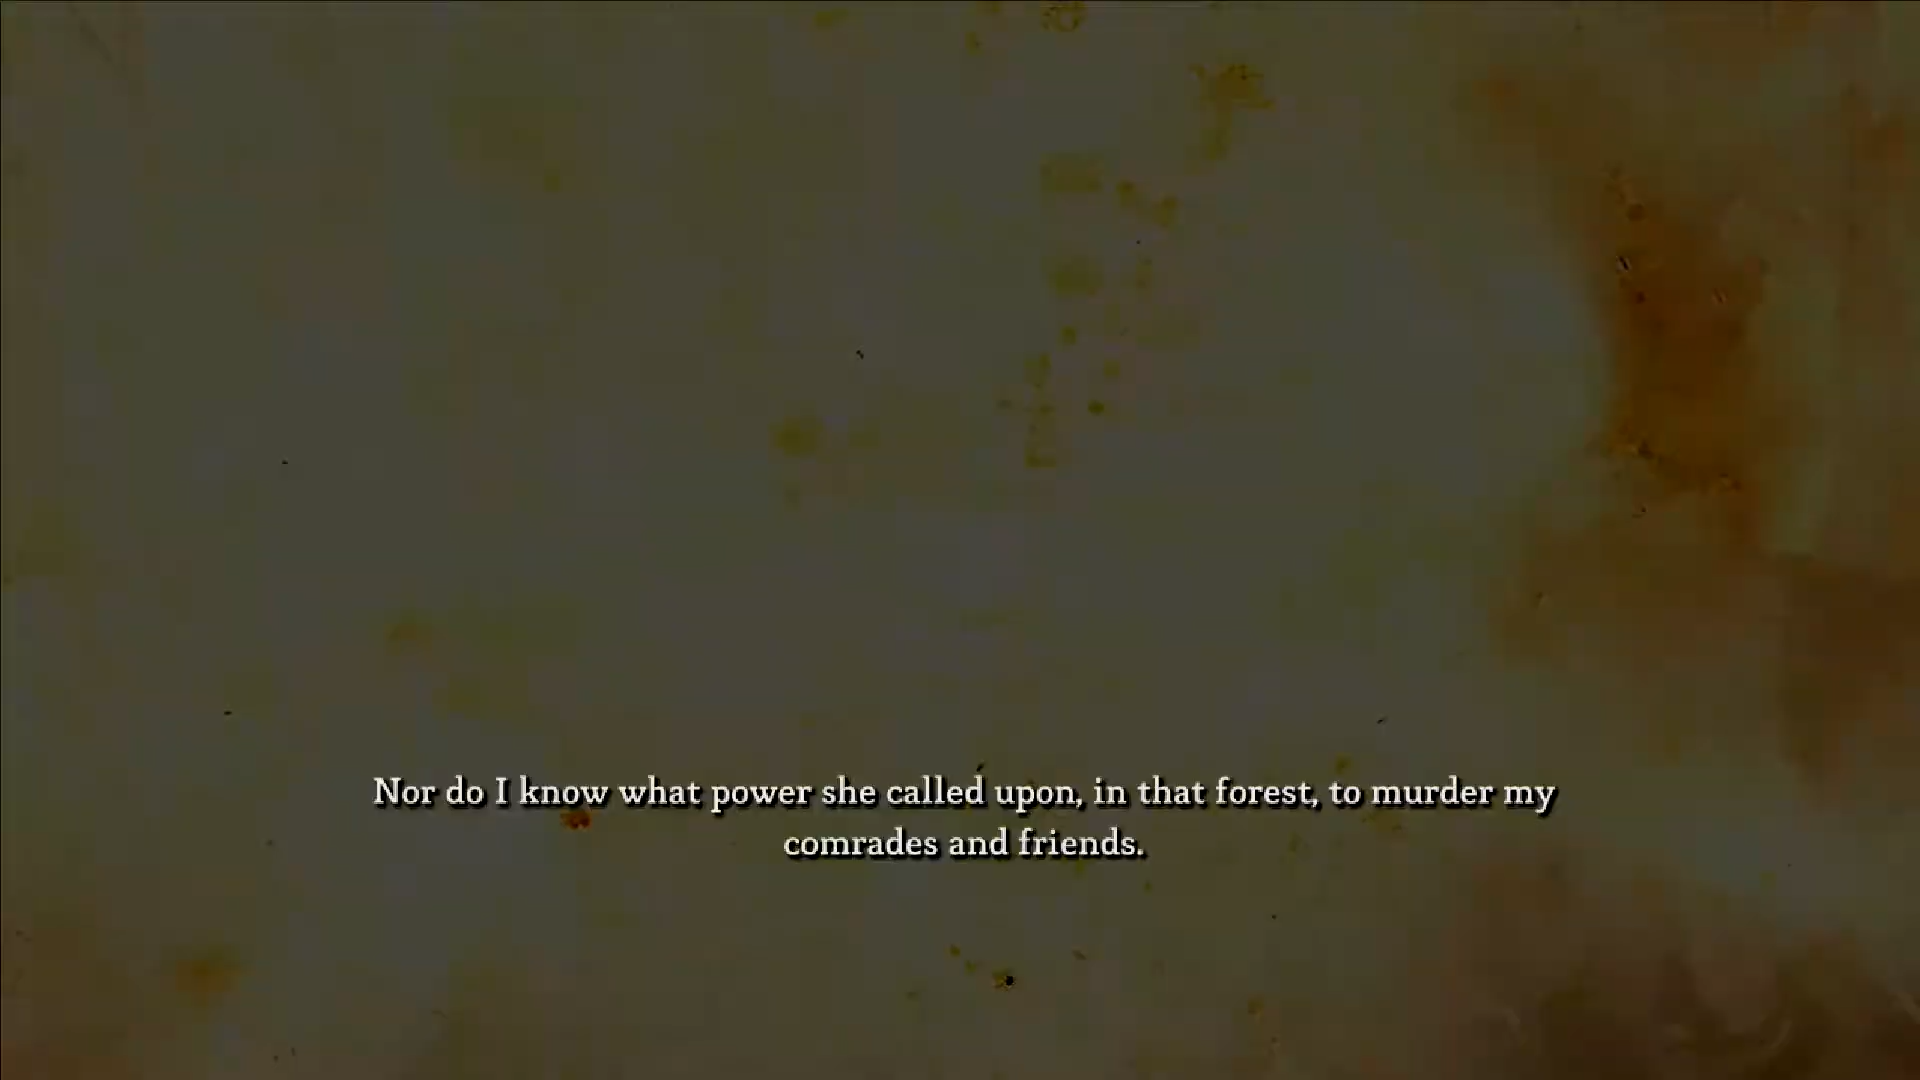 Nor do I know what power she called upon, in that forest, to murder my
comrades and friends.